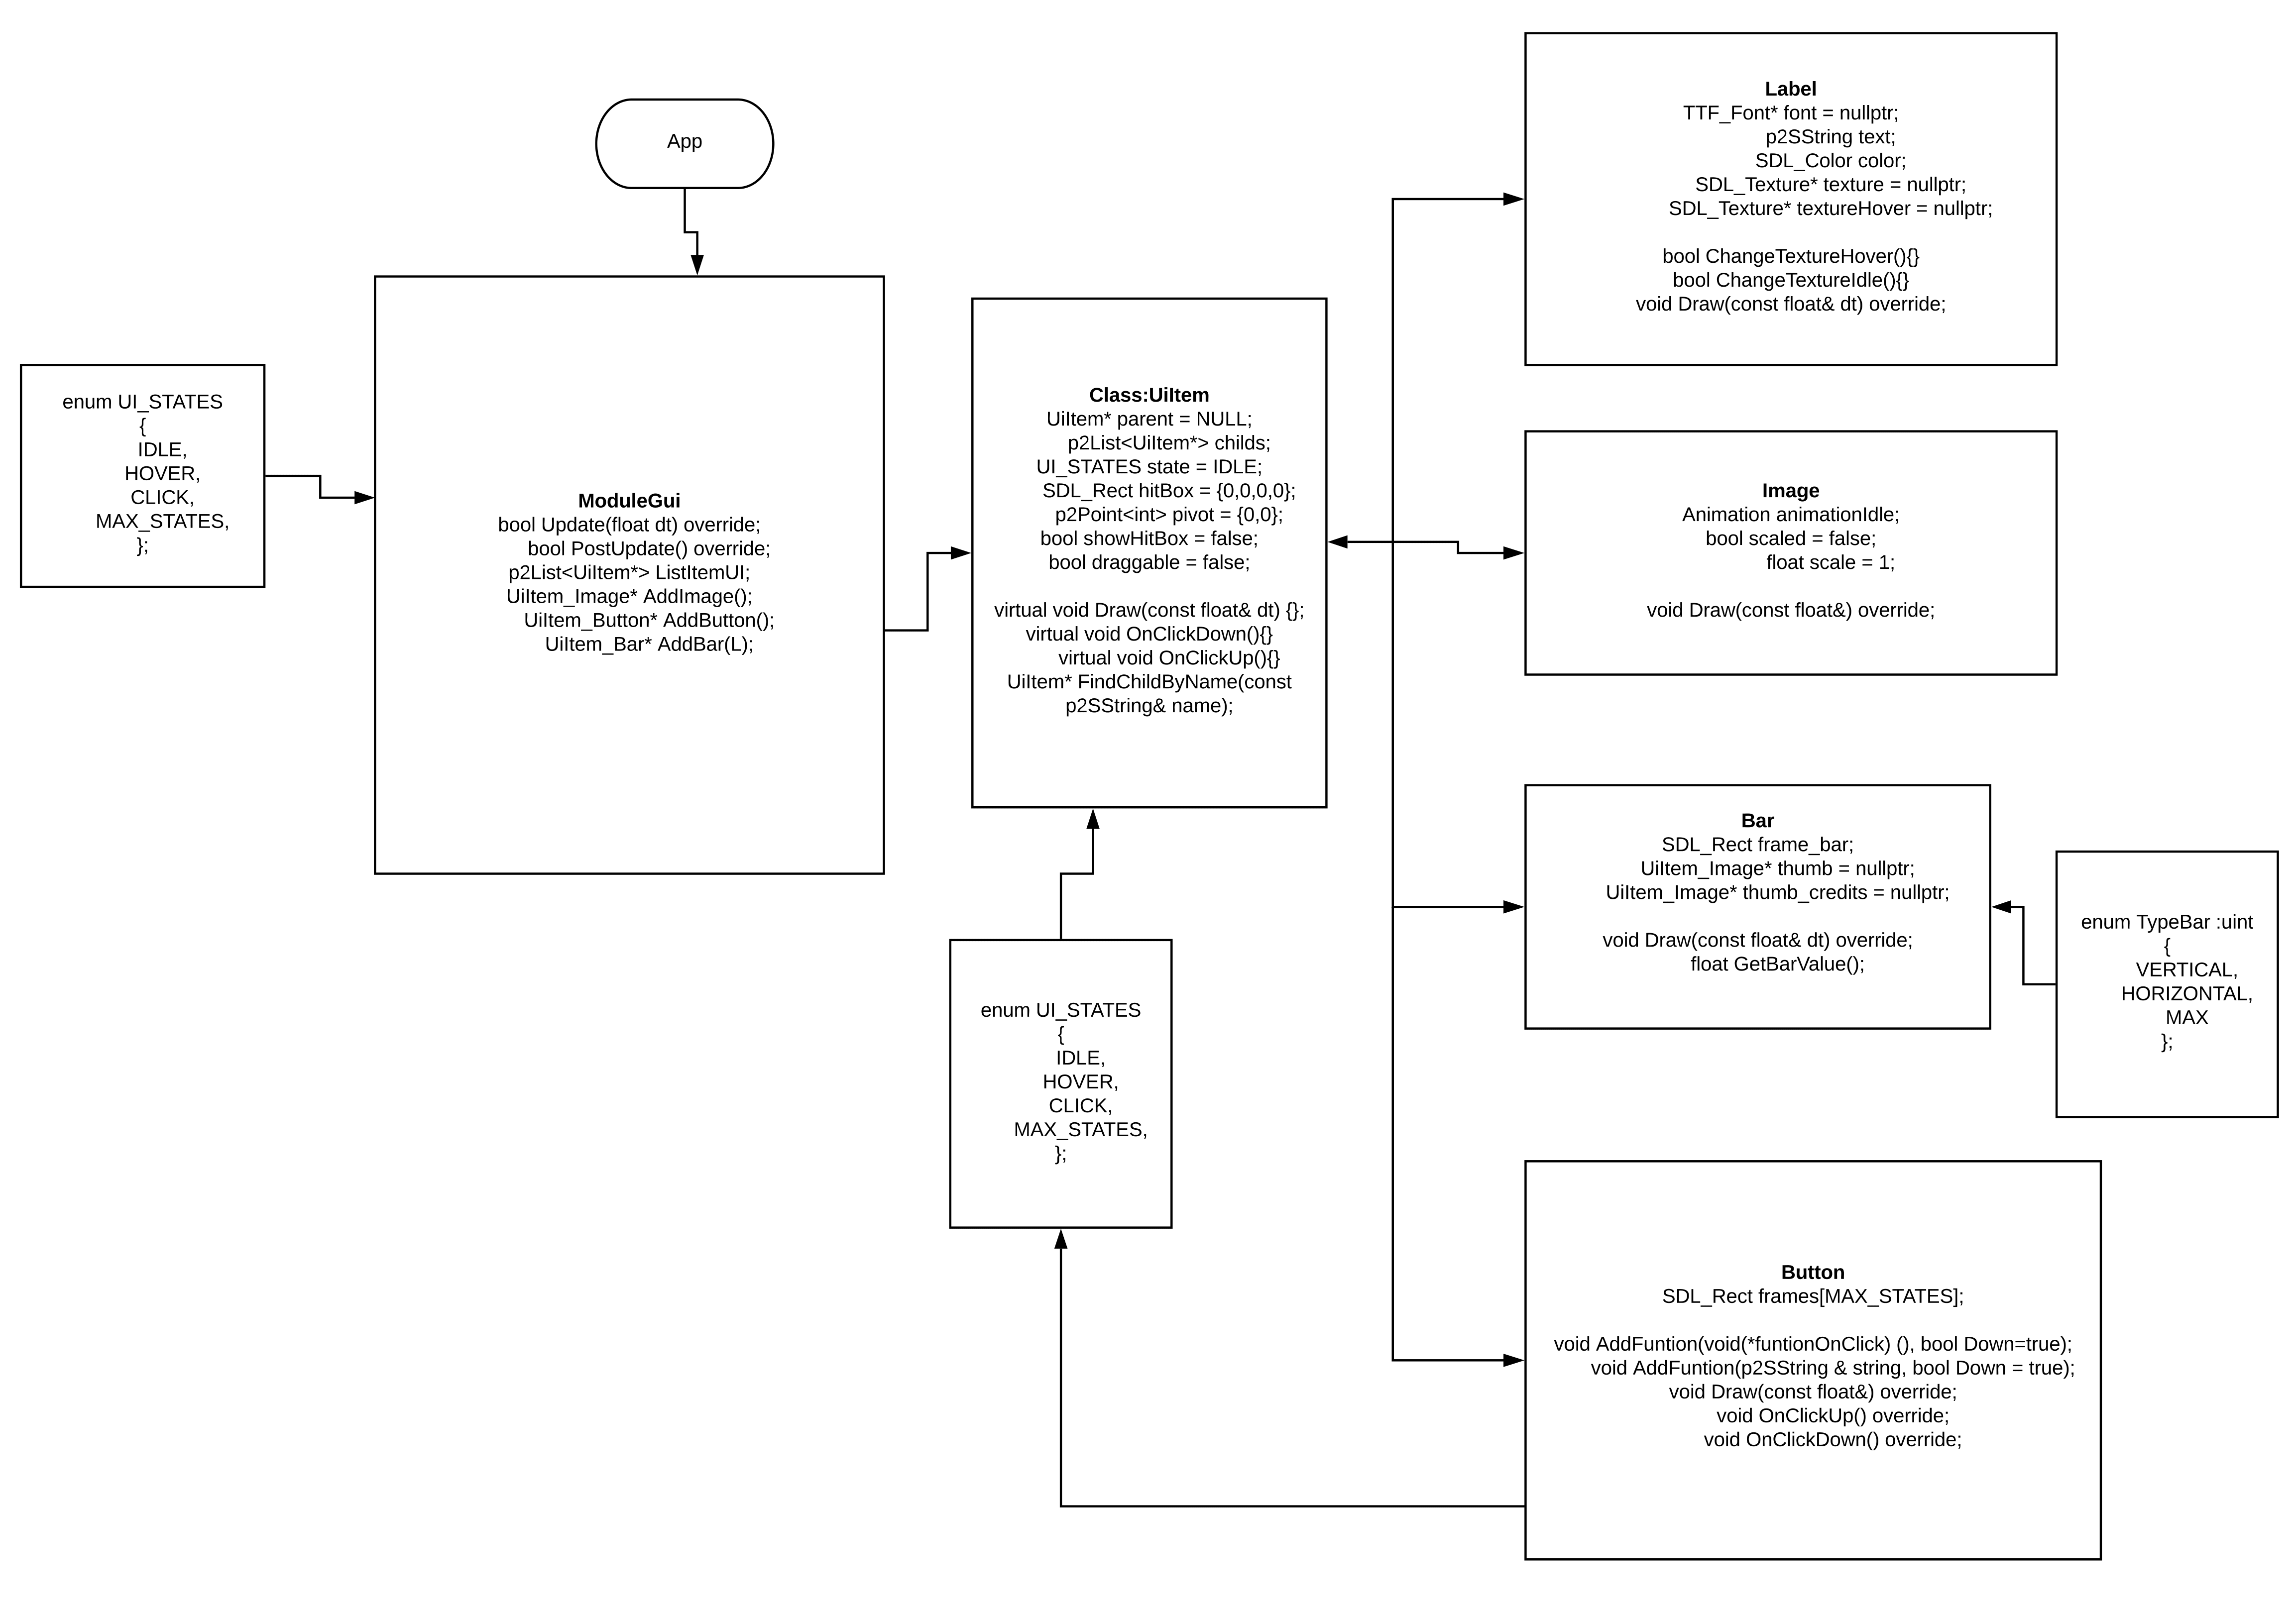 App
enum UI_STATES
{
IDLE,
HOVER,
CLICK,
MAX_STATES,
};
ModuleGui
bool Update(float dt) override;
bool PostUpdate() override;
p2List<UiItem*> ListItemUI;
UiItem_Image* AddImage();
UiItem_Button* AddButton();
UiItem_Bar* AddBar(L);
Class:UiItem
UiItem* parent = NULL;
p2List<UiItem*> childs;
UI_STATES state = IDLE;
SDL_Rect hitBox = {0,0,0,0};
p2Point<int> pivot = {0,0};
bool showHitBox = false;
bool draggable = false;
virtual void Draw(const float& dt) {};
virtual void OnClickDown(){}
virtual void OnClickUp(){}
UiItem* FindChildByName(const
p2SString& name);
enum UI_STATES
{
IDLE,
HOVER,
CLICK,
MAX_STATES,
};
Label
TTF_Font* font = nullptr;
p2SString text;
SDL_Color color;
SDL_Texture* texture = nullptr;
SDL_Texture* textureHover = nullptr;
bool ChangeTextureHover(){}
bool ChangeTextureIdle(){}
void Draw(const float& dt) override;
Image
Animation animationIdle;
bool scaled = false;
float scale = 1;
void Draw(const float&) override;
Bar
SDL_Rect frame_bar;
UiItem_Image* thumb = nullptr;
UiItem_Image* thumb_credits = nullptr;
void Draw(const float& dt) override;
float GetBarValue();
enum TypeBar :uint
{
VERTICAL,
HORIZONTAL,
MAX
};
Button
SDL_Rect frames[MAX_STATES];
void AddFuntion(void(*funtionOnClick) (), bool Down=true);
void AddFuntion(p2SString & string, bool Down = true);
void Draw(const float&) override;
void OnClickUp() override;
void OnClickDown() override;